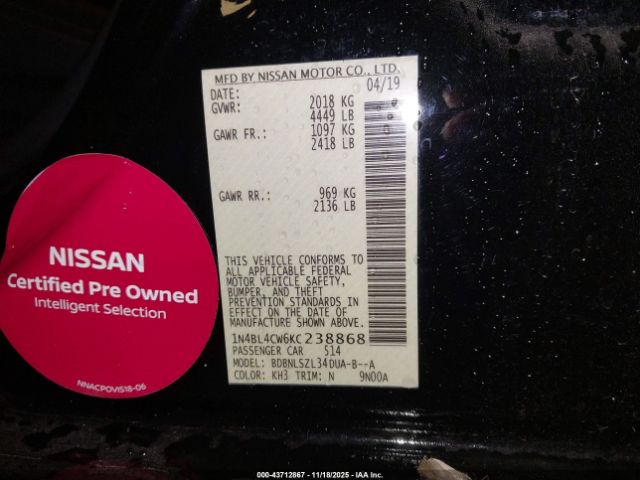 MFD BY NISSAN MOTOR CO., LTD.
DATE: 04/19
GVWR: 2018 KG
4449 LB
GAWR FR.: 1097 KG
2418 LB
GAWR RR.: 969 KG
2136 LB
THIS VEHICLE CONFORMS TO
ALL APPLICABLE FEDERAL
MOTOR VEHICLE SAFETY,
BUMPER, AND THEFT
PREVENTION STANDARDS IN
EFFECT ON THE DATE OF
MANUFACTURE SHOWN ABOVE.
1N4BL4CW6KC238868
PASSENGER CAR S14
MODEL: BDBNLSZL34DUA-B--A
COLOR: KH3 TRIM: N 9N00A
NISSAN
Certified Pre Owned
Intelligent Selection
NNACPOVIS18-06
000-43712867 - 11/18/2025 - IAA Inc.